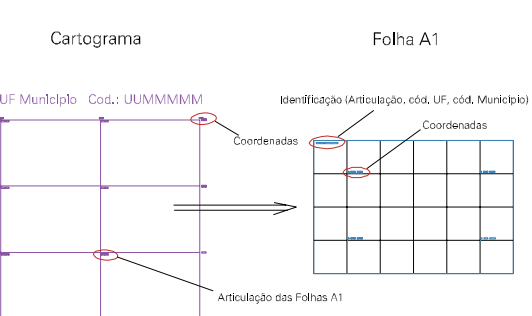 Cartograma
Folha A1
UF Município Cod.: UUMMMMM
Identificação (Articulação, cód. UF, cód. Município)
Coordenadas
Coordenadas
Articulação das Folhas A1